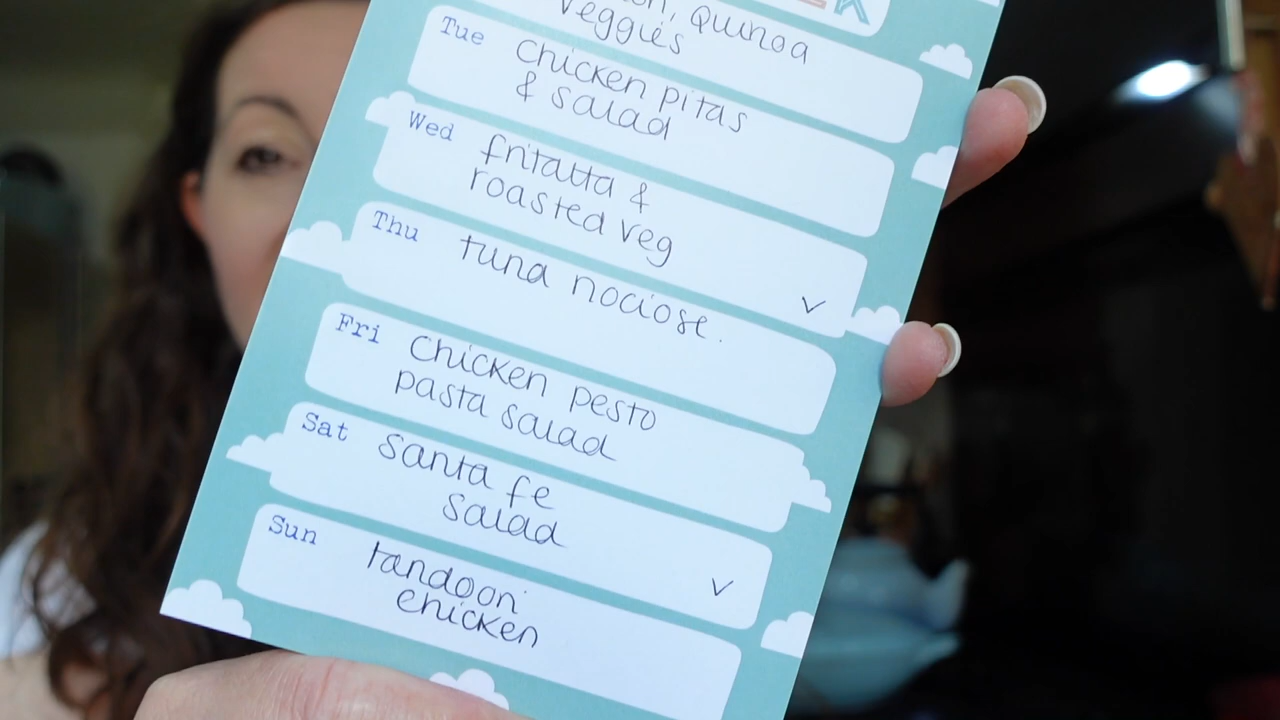 quinoa
veggies
Tue
chicken pitas
& salad
Wed
fritatta &
roasted veg
✓
Thu
tuna nociose.
Fri
Chicken pesto
pasta salad
Sat
Santa fe
salad
✓
Sun
tandoori
chicken